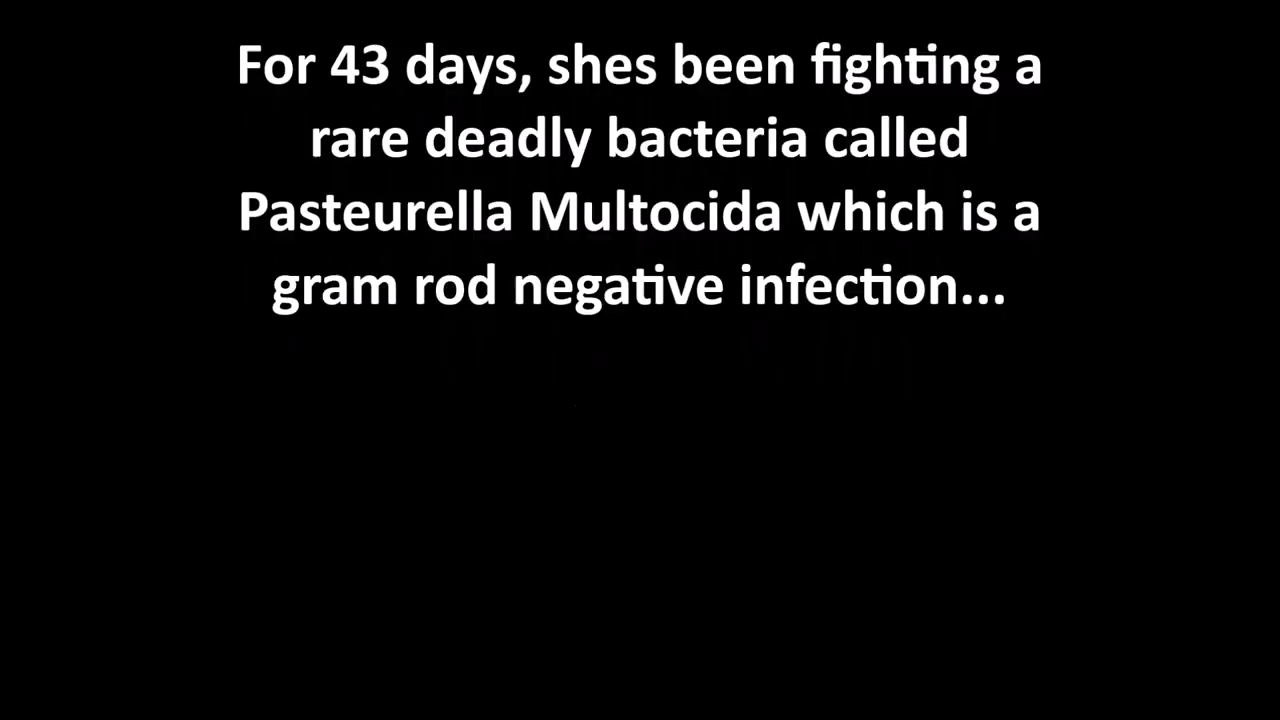 For 43 days, shes been fighting a
rare deadly bacteria called
Pasteurella Multocida which is a
gram rod negative infection...